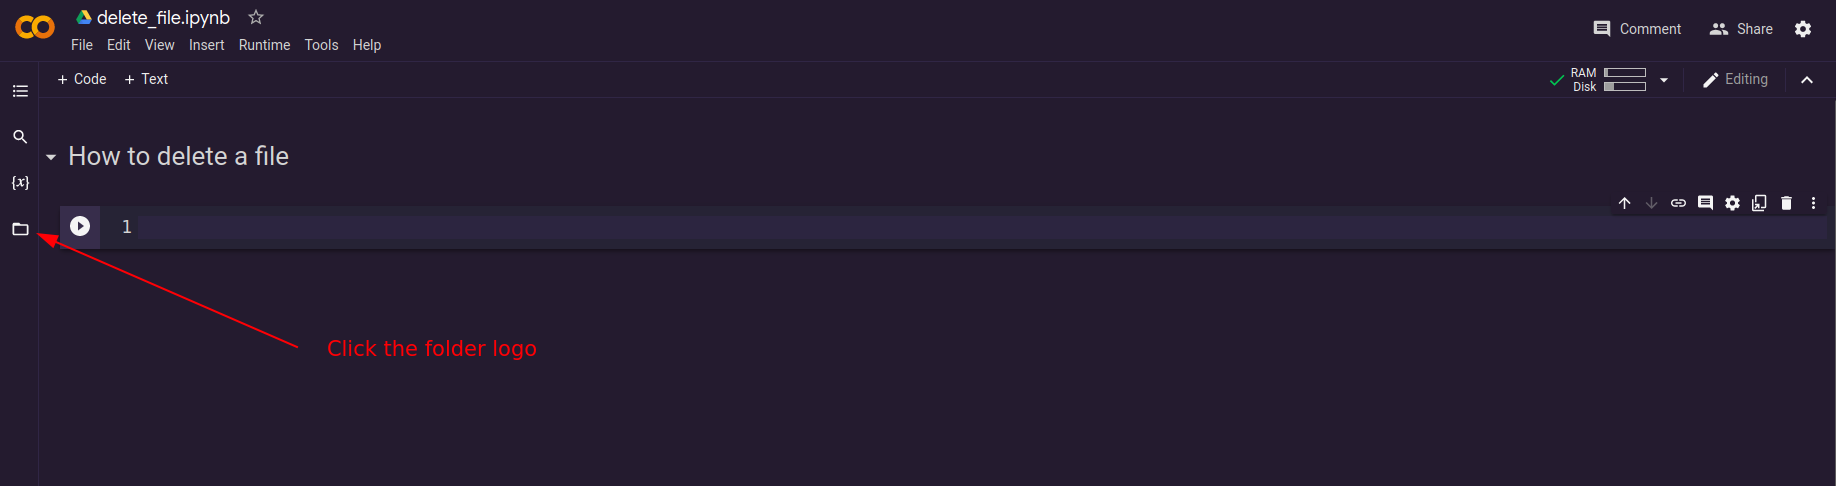 delete_file.ipynb
File Edit View Insert Runtime Tools Help
Comment Share
+ Code + Text
RAM
Disk
Editing
{x}
How to delete a file
1
Click the folder logo